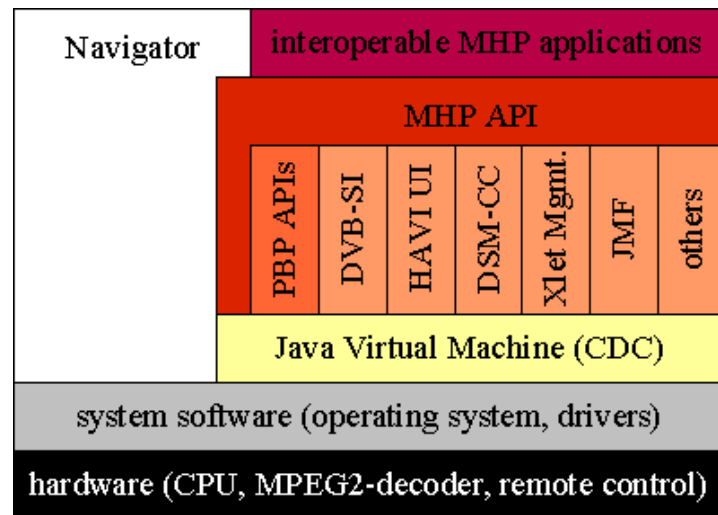 Navigator
interoperable MHP applications
MHP API
PBP APIs
DVB-SI
HAVI UI
DSM-CC
Xlet Mgmt.
JMF
others
Java Virtual Machine (CDC)
system software (operating system, drivers)
hardware (CPU, MPEG2-decoder, remote control)